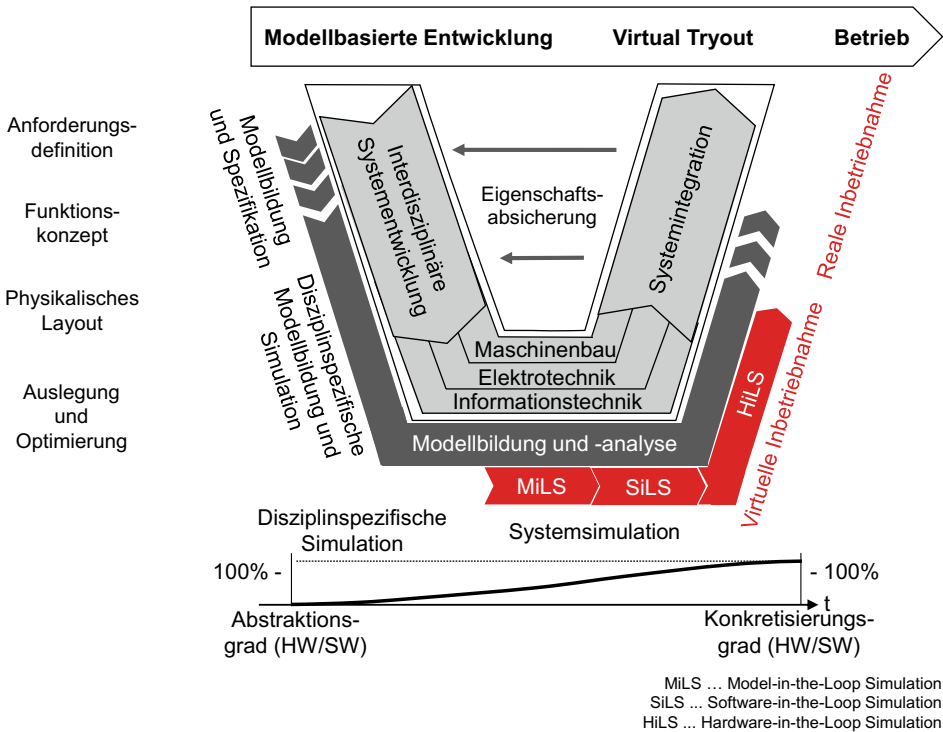 Modellbasierte Entwicklung
Virtual Tryout
Betrieb
Anforderungs-
definition
Funktions-
konzept
Physikalisches
Layout
Auslegung
und
Optimierung
Modellbildung
und Spezifikation
Disziplinspezifische
Modellbildung und
Simulation
Interdisziplinäre
Systementwicklung
Eigenschafts-
absicherung
Systemintegration
Maschinenbau
Elektrotechnik
Informationstechnik
Modellbildung und -analyse
MiLS
SiLS
HiLS
Virtuelle Inbetriebnahme
Reale Inbetriebnahme
Disziplinspezifische
Simulation
Systemsimulation
100% -
- 100%
t
Abstraktions-
grad (HW/SW)
Konkretisierungs-
grad (HW/SW)
MiLS … Model-in-the-Loop Simulation
SiLS ... Software-in-the-Loop Simulation
HiLS ... Hardware-in-the-Loop Simulation